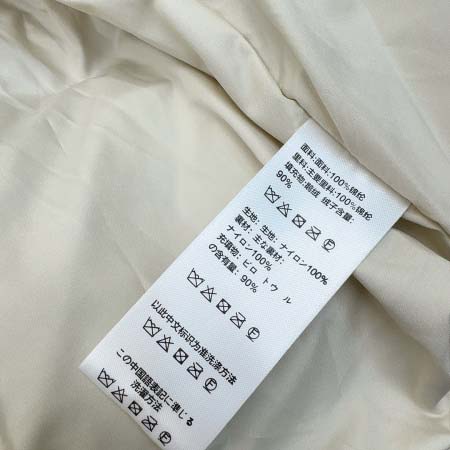 面料:面料:100%锦纶
里料:主要里料:100%锦纶
填充物:鹅绒 绒子含量:
90%
生地: 生地: ナイロン100%
裏材: 主な裏材:
ナイロン100%
充填物: ピロ トウ ル
の含有量: 90%
以此中文标识为准洗涤方法
この中国語表記に準じる
洗濯方法